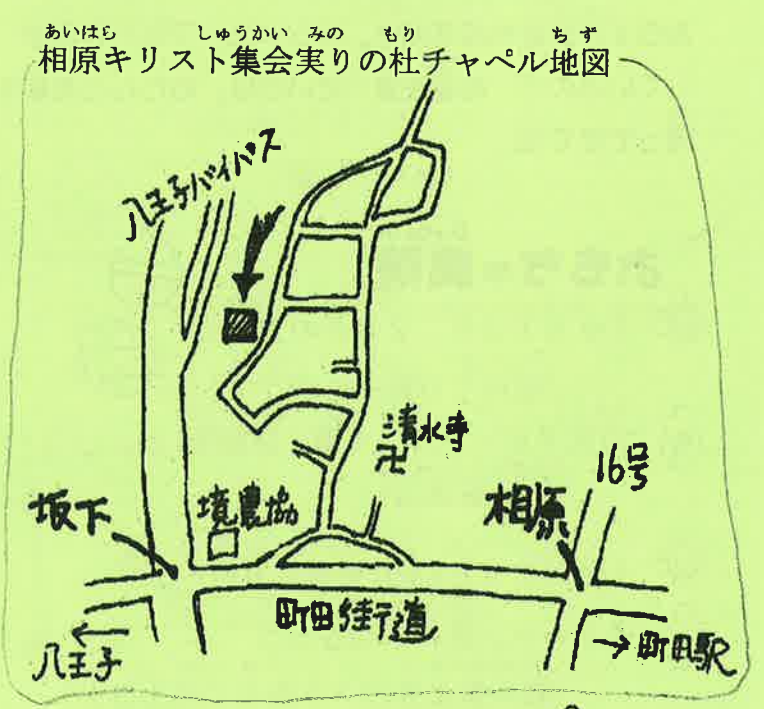 あいはら しゅうかい みの もり ちず
相原キリスト集会実りの杜チャペル地図
八王子バイパス
清水寺
卍
16号
坂下
境農協
相原
町田街道
八王子
町田駅